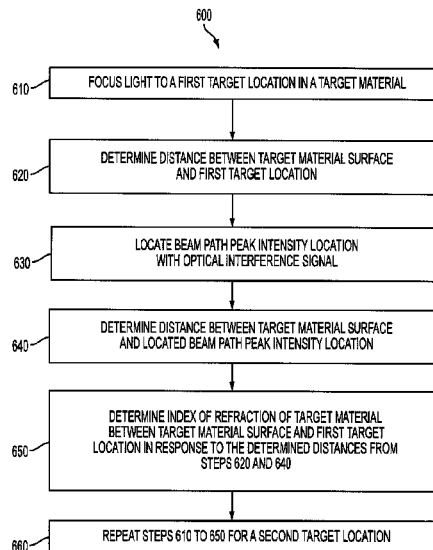 600
610
FOCUS LIGHT TO A FIRST TARGET LOCATION IN A TARGET MATERIAL
620
DETERMINE DISTANCE BETWEEN TARGET MATERIAL SURFACE
AND FIRST TARGET LOCATION
630
LOCATE BEAM PATH PEAK INTENSITY LOCATION
WITH OPTICAL INTERFERENCE SIGNAL
640
DETERMINE DISTANCE BETWEEN TARGET MATERIAL SURFACE
AND LOCATED BEAM PATH PEAK INTENSITY LOCATION
650
DETERMINE INDEX OF REFRACTION OF TARGET MATERIAL
BETWEEN TARGET MATERIAL SURFACE AND FIRST TARGET
LOCATION IN RESPONSE TO THE DETERMINED DISTANCES FROM
STEPS 620 AND 640
660
REPEAT STEPS 610 TO 650 FOR A SECOND TARGET LOCATION